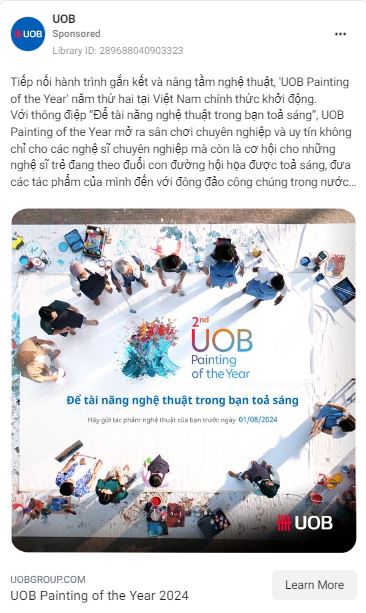 UOB
Sponsored
Library ID: 289688040903323
Tiếp nối hành trình gắn kết và nâng tầm nghệ thuật, 'UOB Painting
of the Year' năm thứ hai tại Việt Nam chính thức khởi động.
Với thông điệp “Để tài năng nghệ thuật trong bạn toả sáng”, UOB
Painting of the Year mở ra sân chơi chuyên nghiệp và uy tín không
chỉ cho các nghệ sĩ chuyên nghiệp mà còn là cơ hội cho những
nghệ sĩ trẻ đang theo đuổi con đường hội họa được toả sáng, đưa
các tác phẩm của mình đến với đông đảo công chúng trong nước...
2nd
UOB
Painting
of the Year
Để tài năng nghệ thuật trong bạn toả sáng
Hãy gửi tác phẩm nghệ thuật của bạn trước ngày 01/08/2024
UOB
UOBGROUP.COM
UOB Painting of the Year 2024
Learn More